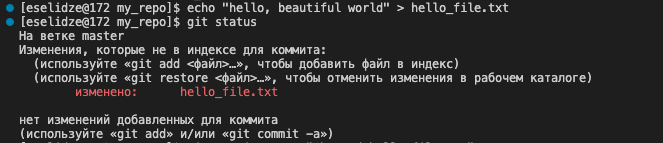 [eselidze@172 my_repo]$ echo "hello, beautiful world" > hello_file.txt
[eselidze@172 my_repo]$ git status
На ветке master
Изменения, которые не в индексе для коммита:
  (используйте «git add <файл>…», чтобы добавить файл в индекс)
  (используйте «git restore <файл>…», чтобы отменить изменения в рабочем каталоге)
        изменено:      hello_file.txt

нет изменений добавленных для коммита
(используйте «git add» и/или «git commit -a»)